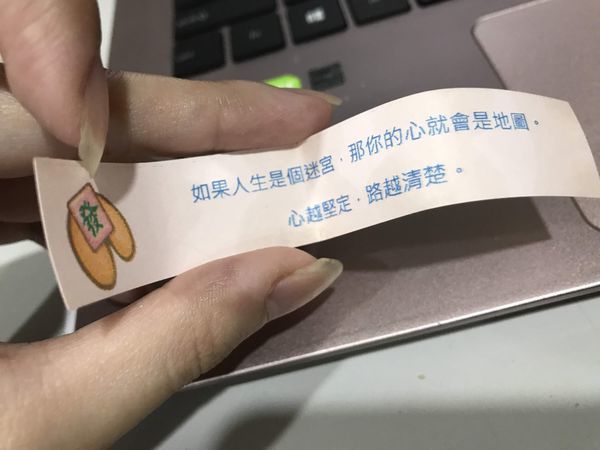 如果人生是個迷宮，那你的心就會是地圖。
心越堅定，路越清楚。
發